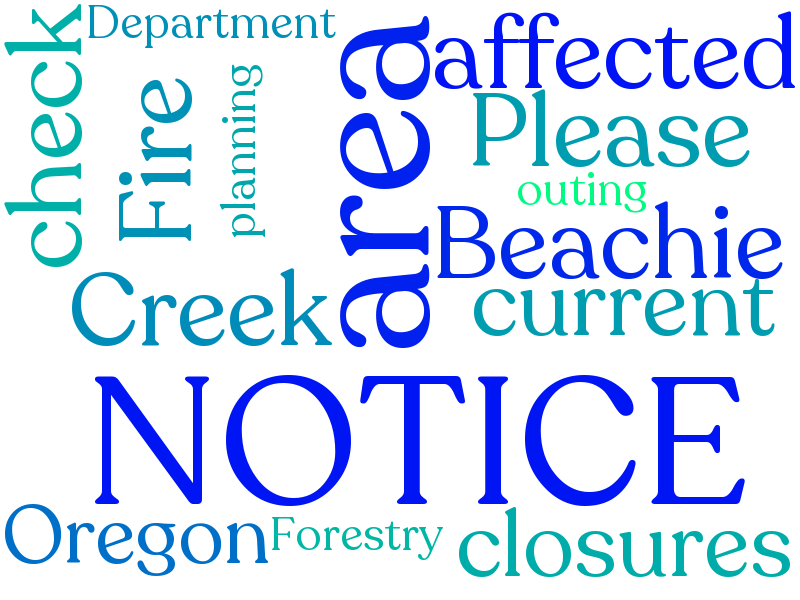 check
Department
Fire
planning
area
affected
Please
outing
Beachie
Creek
current
NOTICE
Oregon
Forestry
closures